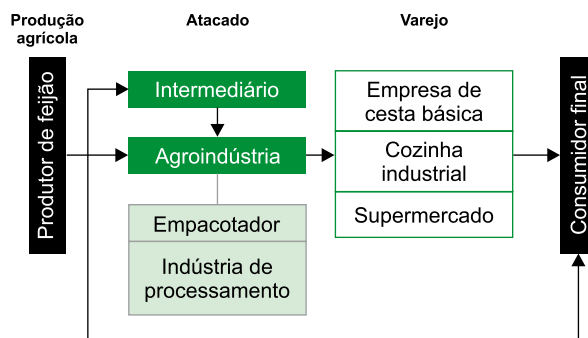 Produção
agrícola
Atacado
Varejo
Produtor de feijão
Intermediário
Agroindústria
Empacotador
Indústria de
processamento
Empresa de
cesta básica
Cozinha
industrial
Supermercado
Consumidor final